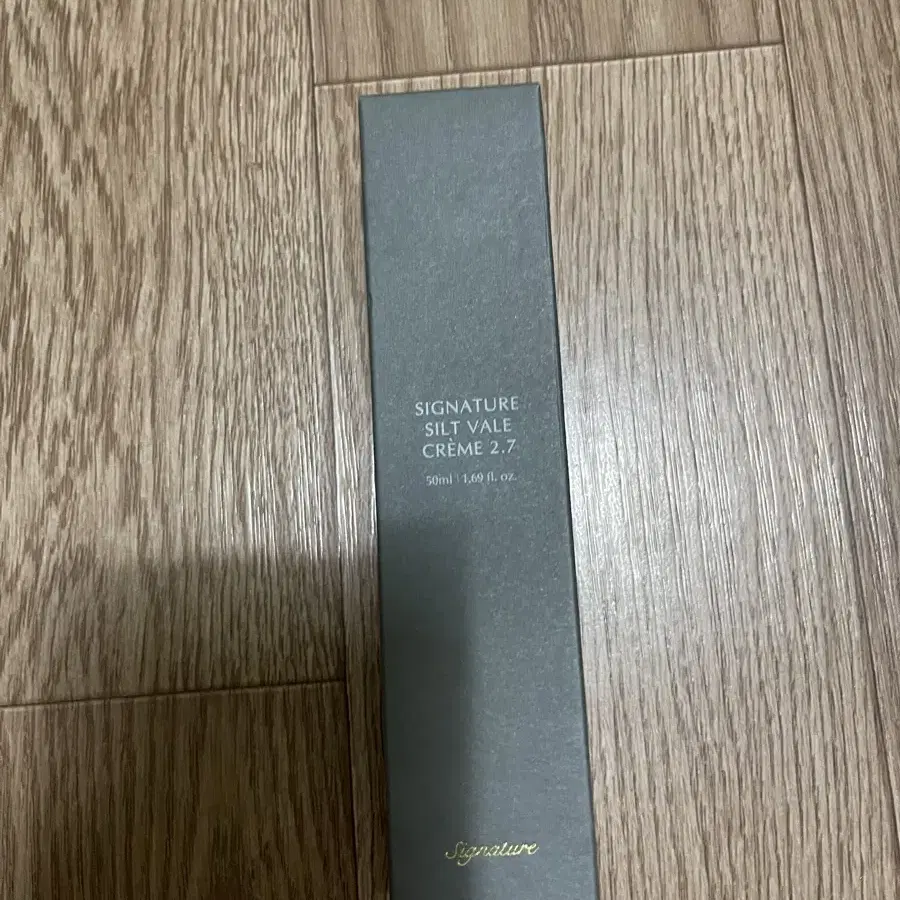 SIGNATURE
SILT VALE
CRÈME 2.7
50ml | 1.69 fl. oz.
Signature